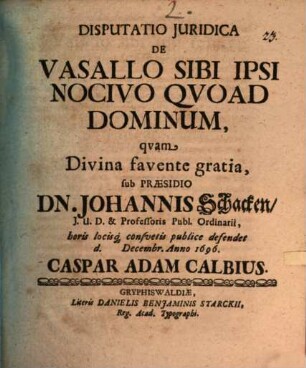 2.
24.
DISPUTATIO JURIDICA
DE
VASALLO SIBI IPSI
NOCIVO QVOAD
DOMINUM,
qvam
Divina favente gratia,
sub PRÆSIDIO
DN. JOHANNIS Schacken/
J. U. D. & Professoris Publ. Ordinarii,
horis locisq́; consvetis publice defendet
d. Decembr. Anno 1696.
CASPAR ADAM CALBIUS.
GRYPHISWALDIÆ,
Literis DANIELIS BENJAMINIS STARCKII,
Reg. Acad. Typographi.